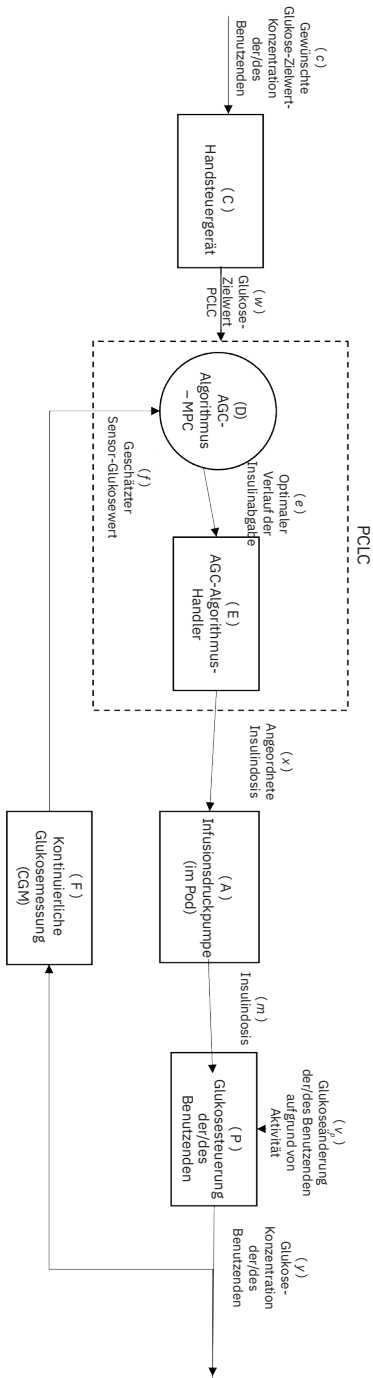 PCLC
( c )
Gewünschte
Glukose-Zielwert-
Konzentration
der/des
Benutzenden
( C )
Handsteuergerät
( w )
Glukose-
Zielwert
PCLC
(D)
AGC-
Algorithmus
– MPC
( e )
Optimaler
Verlauf der
Insulinabgabe
( E )
AGC-Algorithmus-
Handler
( x )
Angeordnete
Insulindosis
( A )
Infusionsdruckpumpe
(im Pod)
( m )
Insulindosis
( vp )
Glukoseänderung
der/des Benutzenden
aufgrund von
Aktivität
( P )
Glukosesteuerung
der/des
Benutzenden
( y )
Glukose-
Konzentration
der/des
Benutzenden
( f )
Geschätzter
Sensor-Glukosewert
( F )
Kontinuierliche
Glukosemessung
(CGM)